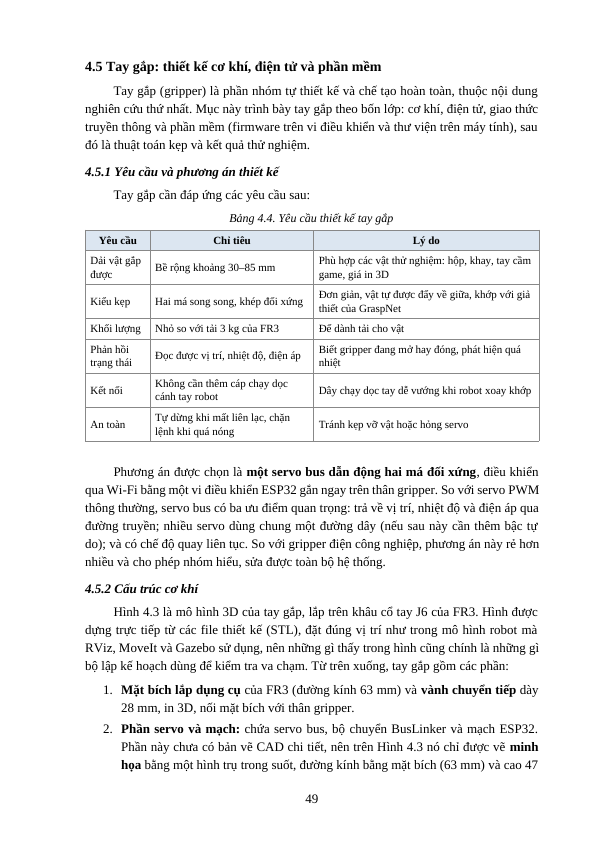 4.5 Tay gắp: thiết kế cơ khí, điện tử và phần mềm
Tay gắp (gripper) là phần nhóm tự thiết kế và chế tạo hoàn toàn, thuộc nội dung
nghiên cứu thứ nhất. Mục này trình bày tay gắp theo bốn lớp: cơ khí, điện tử, giao thức
truyền thông và phần mềm (firmware trên vi điều khiển và thư viện trên máy tính), sau
đó là thuật toán kẹp và kết quả thử nghiệm.
4.5.1 Yêu cầu và phương án thiết kế
Tay gắp cần đáp ứng các yêu cầu sau:
Bảng 4.4. Yêu cầu thiết kế tay gắp
Yêu cầu Chỉ tiêu Lý do
Dải vật gắp được Bề rộng khoảng 30–85 mm Phù hợp các vật thử nghiệm: hộp, khay, tay cầm game, giá in 3D
Kiểu kẹp Hai má song song, khép đối xứng Đơn giản, vật tự được đẩy về giữa, khớp với giả thiết của GraspNet
Khối lượng Nhỏ so với tải 3 kg của FR3 Để dành tải cho vật
Phản hồi trạng thái Đọc được vị trí, nhiệt độ, điện áp Biết gripper đang mở hay đóng, phát hiện quá nhiệt
Kết nối Không cần thêm cáp chạy dọc cánh tay robot Dây chạy dọc tay dễ vướng khi robot xoay khớp
An toàn Tự dừng khi mất liên lạc, chặn lệnh khi quá nóng Tránh kẹp vỡ vật hoặc hỏng servo
Phương án được chọn là một servo bus dẫn động hai má đối xứng, điều khiển
qua Wi-Fi bằng một vi điều khiển ESP32 gắn ngay trên thân gripper. So với servo PWM
thông thường, servo bus có ba ưu điểm quan trọng: trả về vị trí, nhiệt độ và điện áp qua
đường truyền; nhiều servo dùng chung một đường dây (nếu sau này cần thêm bậc tự
do); và có chế độ quay liên tục. So với gripper điện công nghiệp, phương án này rẻ hơn
nhiều và cho phép nhóm hiểu, sửa được toàn bộ hệ thống.
4.5.2 Cấu trúc cơ khí
Hình 4.3 là mô hình 3D của tay gắp, lắp trên khâu cổ tay J6 của FR3. Hình được
dựng trực tiếp từ các file thiết kế (STL), đặt đúng vị trí như trong mô hình robot mà
RViz, MoveIt và Gazebo sử dụng, nên những gì thấy trong hình cũng chính là những gì
bộ lập kế hoạch dùng để kiểm tra va chạm. Từ trên xuống, tay gắp gồm các phần:
1. Mặt bích lắp dụng cụ của FR3 (đường kính 63 mm) và vành chuyển tiếp dày
28 mm, in 3D, nối mặt bích với thân gripper.
2. Phần servo và mạch: chứa servo bus, bộ chuyển BusLinker và mạch ESP32.
Phần này chưa có bản vẽ CAD chi tiết, nên trên Hình 4.3 nó chỉ được vẽ minh
họa bằng một hình trụ trong suốt, đường kính bằng mặt bích (63 mm) và cao 47
49